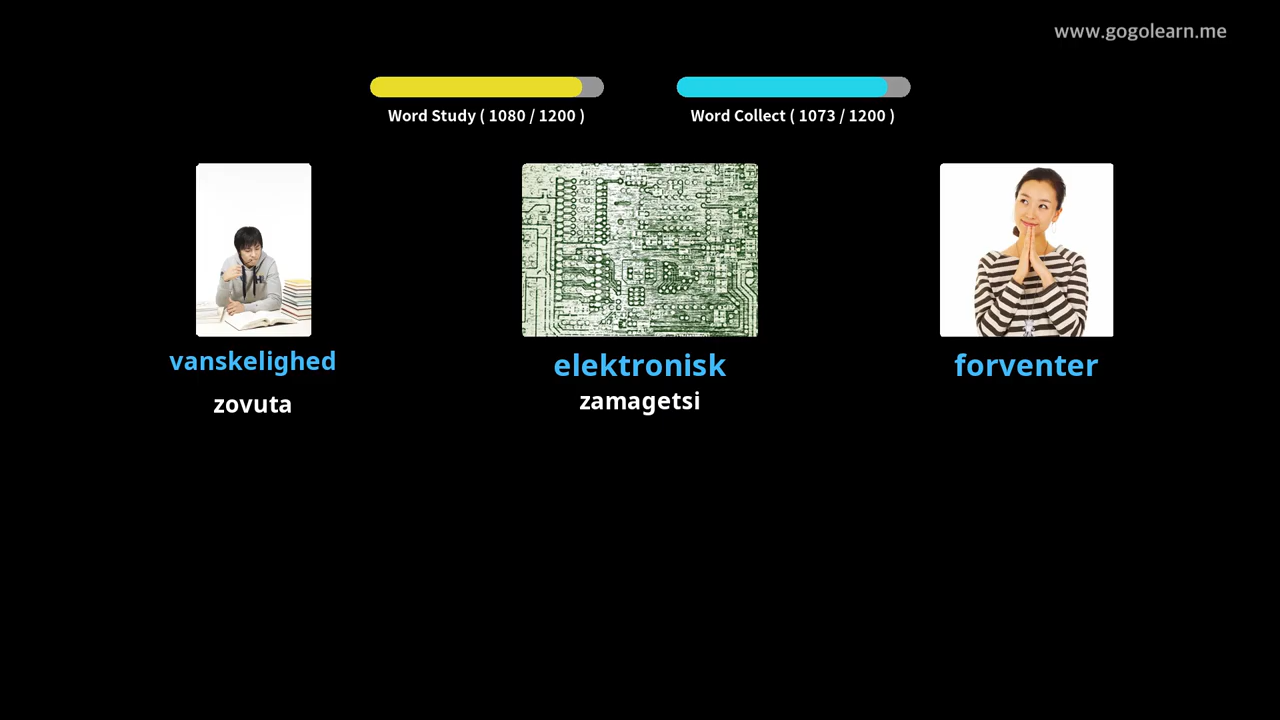 www.gogolearn.me
Word Study ( 1080 / 1200 )
Word Collect ( 1073 / 1200 )
vanskelighed
zovuta
elektronisk
zamagetsi
forventer